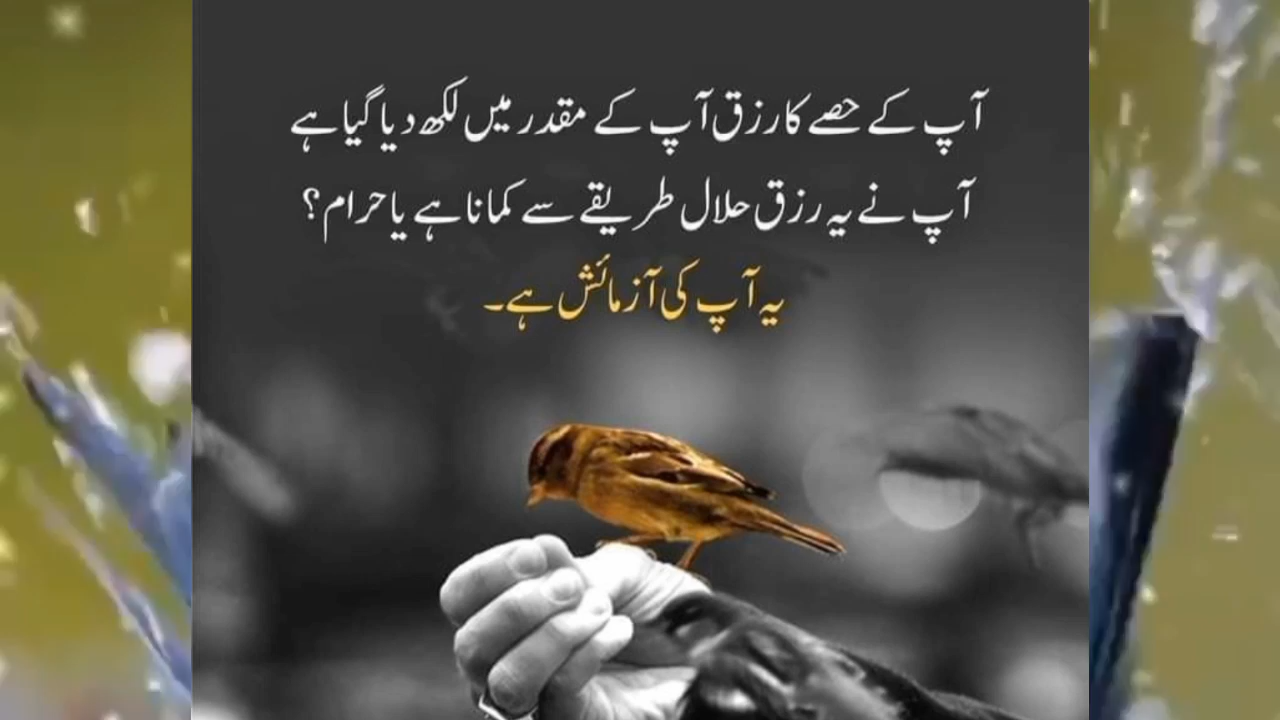 آپ کے حصے کا رزق آپ کے مقدر میں لکھ دیا گیا ہے
آپ نے یہ رزق حلال طریقے سے کمانا ہے یا حرام؟
یہ آپ کی آزمائش ہے۔